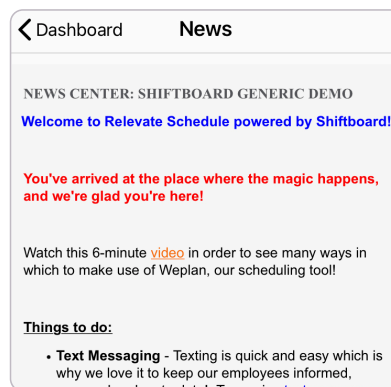 Dashboard News
NEWS CENTER: SHIFTBOARD GENERIC DEMO
Welcome to Relevate Schedule powered by Shiftboard!
You've arrived at the place where the magic happens,
and we're glad you're here!
Watch this 6-minute video in order to see many ways in
which to make use of Weplan, our scheduling tool!
Things to do:
• Text Messaging - Texting is quick and easy which is
why we love it to keep our employees informed,